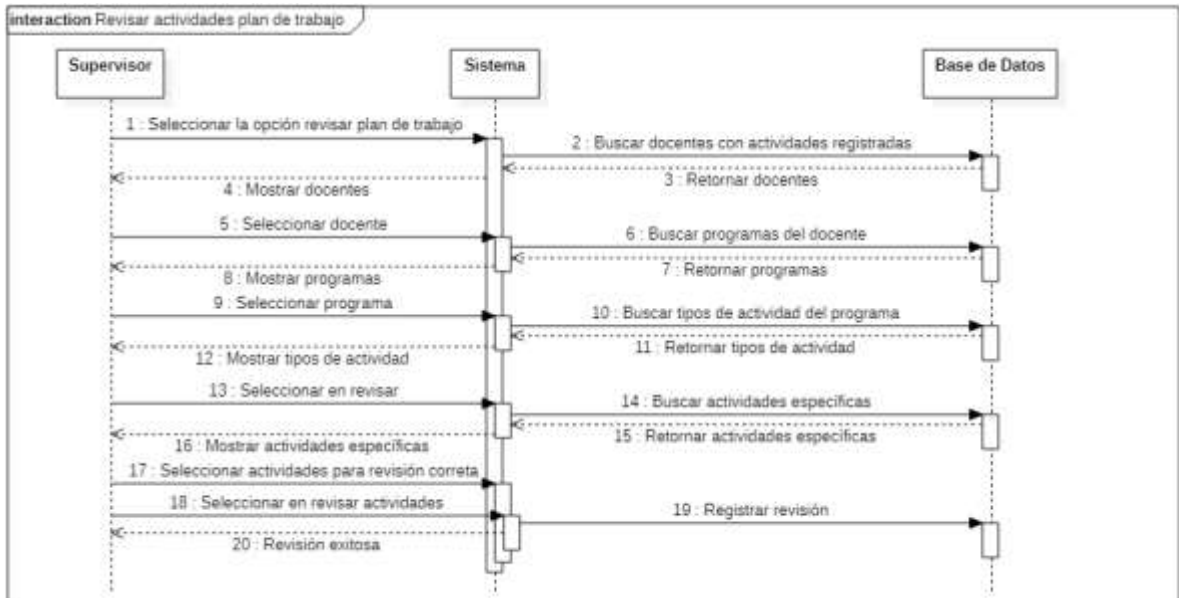 interaction Revisar actividades plan de trabajo
Supervisor
Sistema
Base de Datos
1 : Seleccionar la opción revisar plan de trabajo
2 : Buscar docentes con actividades registradas
3 : Retornar docentes
4 : Mostrar docentes
5 : Seleccionar docente
6 : Buscar programas del docente
7 : Retornar programas
8 : Mostrar programas
9 : Seleccionar programa
10 : Buscar tipos de actividad del programa
11 : Retornar tipos de actividad
12 : Mostrar tipos de actividad
13 : Seleccionar en revisar
14 : Buscar actividades específicas
15 : Retornar actividades específicas
16 : Mostrar actividades específicas
17 : Seleccionar actividades para revisión correta
18 : Seleccionar en revisar actividades
19 : Registrar revisión
20 : Revisión exitosa